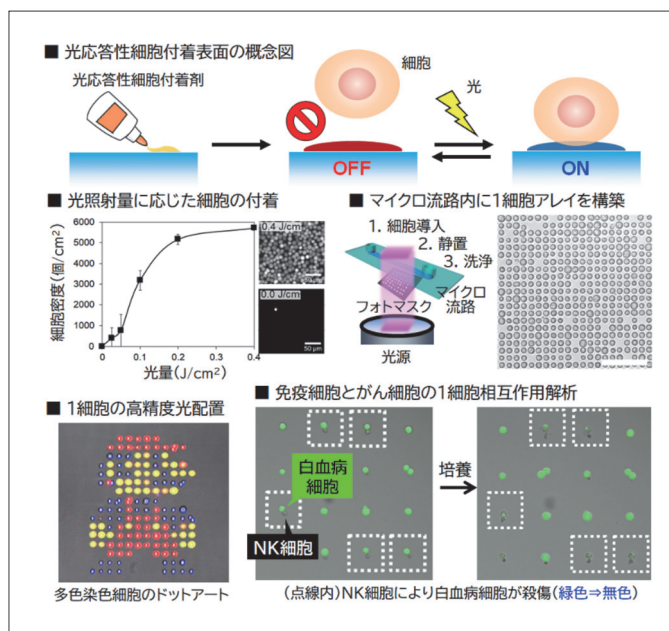 ■ 光応答性細胞付着表面の概念図
光応答性細胞付着剤
細胞
光
OFF
ON
■ 光照射量に応じた細胞の付着
細胞密度(個/cm²)
6000
5000
4000
3000
2000
1000
0
0
0.1
0.2
0.3
0.4
光量(J/cm²)
0.4 J/cm
0.0 J/cm
50 μm
■ マイクロ流路内に1細胞アレイを構築
1. 細胞導入
2. 静置
3. 洗浄
マイクロ
流路
フォトマスク
光源
■ 1細胞の高精度光配置
多色染色細胞のドットアート
■ 免疫細胞とがん細胞の1細胞相互作用解析
白血病
細胞
NK細胞
培養
(点線内)NK細胞により白血病細胞が殺傷(緑色⇒無色)